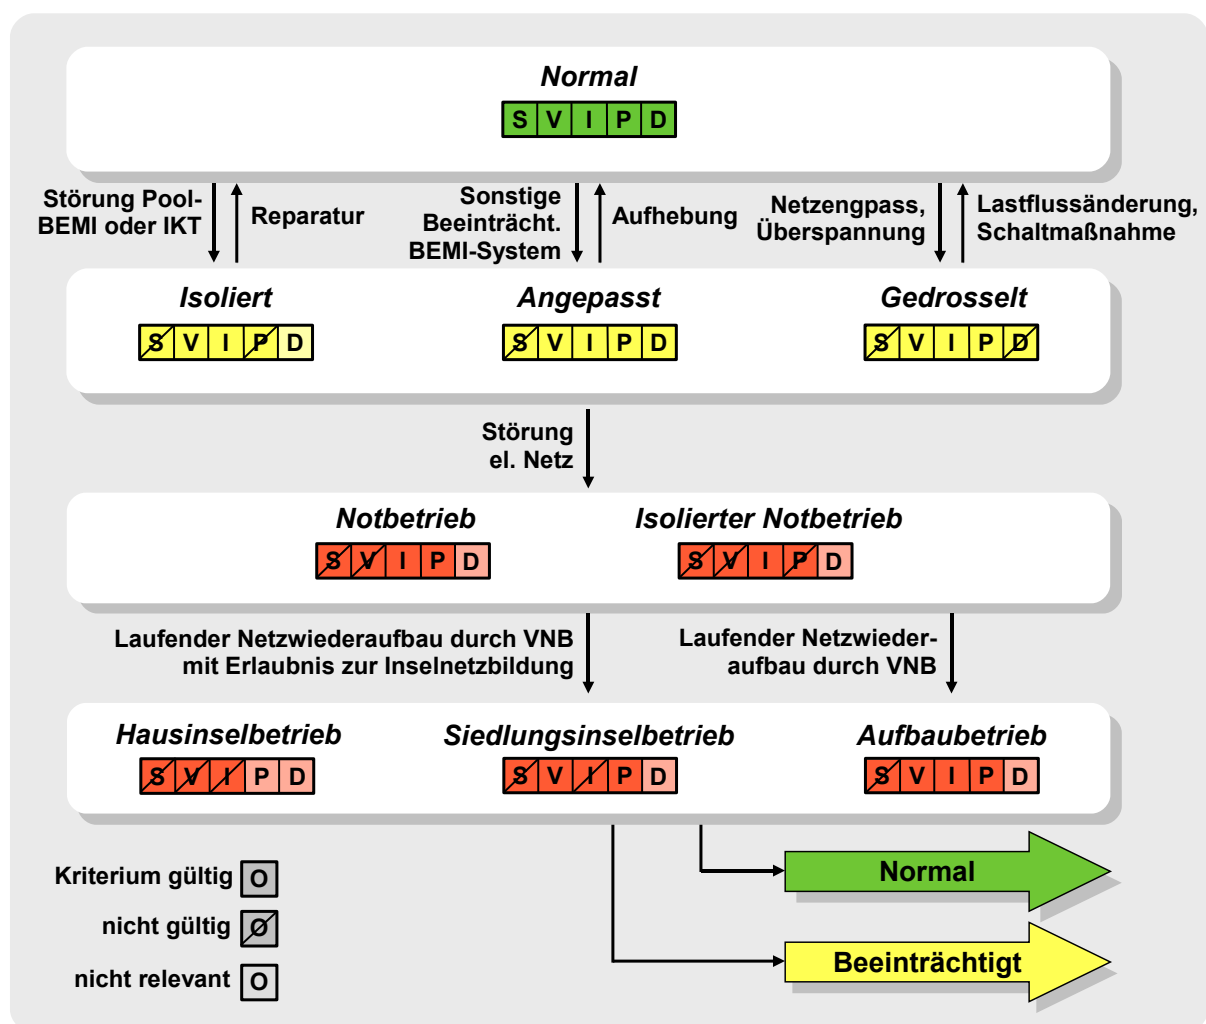 Normal
S V I P D
Störung Pool-
BEMI oder IKT
Reparatur
Sonstige
Beeinträcht.
BEMI-System
Aufhebung
Netzengpass,
Überspannung
Lastflussänderung,
Schaltmaßnahme
Isoliert
S V I P D
Angepasst
S V I P D
Gedrosselt
S V I P D
Störung
el. Netz
Notbetrieb
S V I P D
Isolierter Notbetrieb
S V I P D
Laufender Netzwiederaufbau durch VNB
mit Erlaubnis zur Inselnetzbildung
Laufender Netzwieder-
aufbau durch VNB
Hausinselbetrieb
S V I P D
Siedlungsinselbetrieb
S V I P D
Aufbaubetrieb
S V I P D
Kriterium gültig O
nicht gültig O
nicht relevant O
Normal
Beeinträchtigt